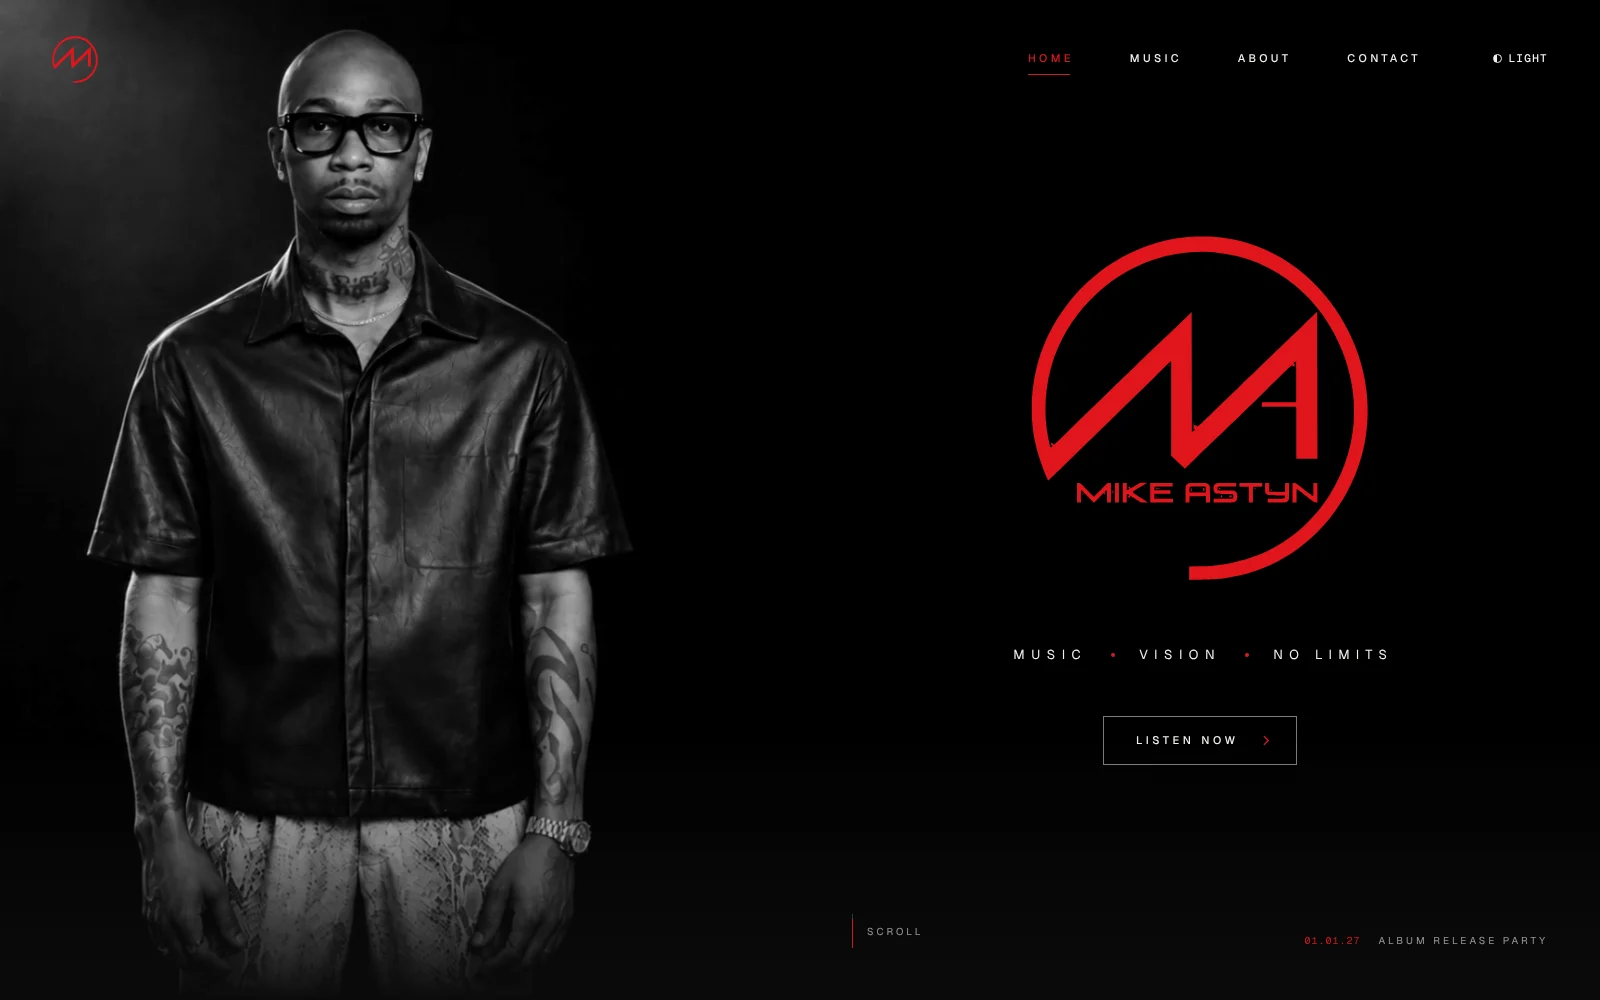 HOME
MUSIC
ABOUT
CONTACT
LIGHT
MIKE ASTYN
MUSIC • VISION • NO LIMITS
LISTEN NOW
SCROLL
01.01.27 ALBUM RELEASE PARTY